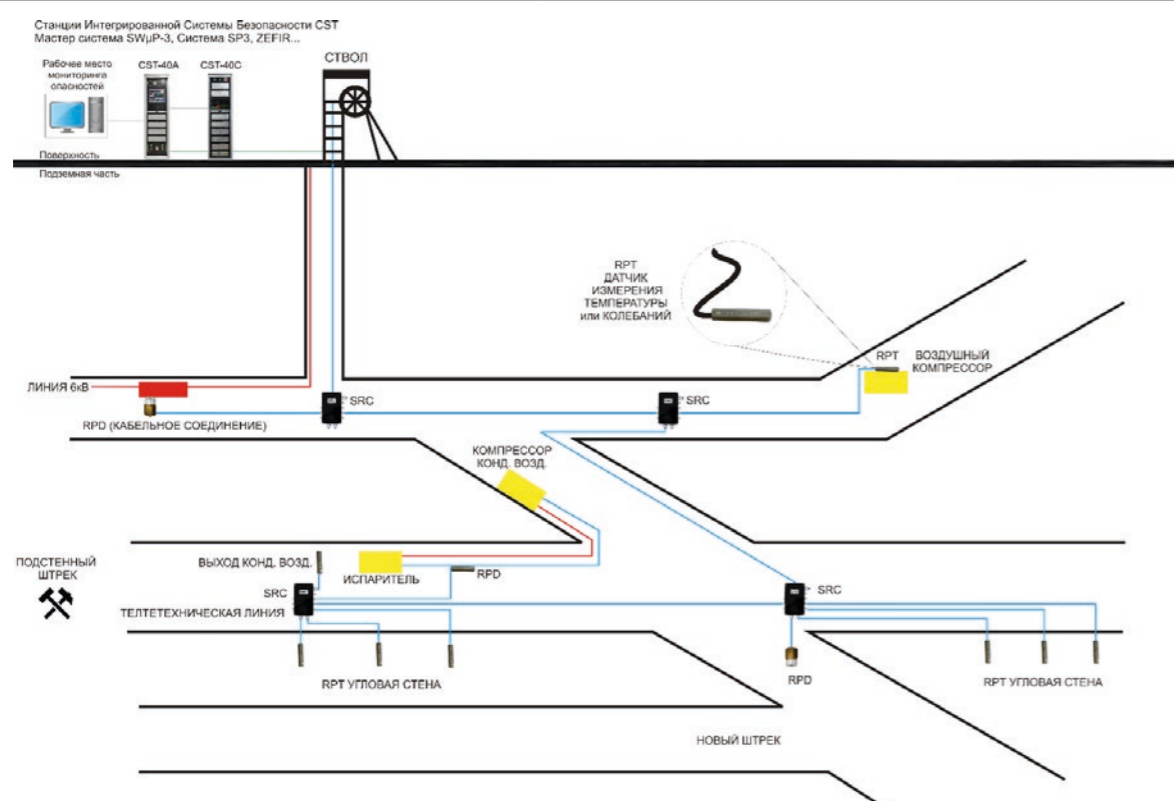 Станции Интегрированной Системы Безопасности CST
Мастер система SWµP-3, Система SP3, ZEFIR...
Рабочее место
мониторинга
опасностей
CST-40A
CST-40C
СТВОЛ
Поверхность
Подземная часть
RPT
ДАТЧИК
ИЗМЕРЕНИЯ
ТЕМПЕРАТУРЫ
или КОЛЕБАНИЙ
RPT
ВОЗДУШНЫЙ
КОМПРЕССОР
ЛИНИЯ 6кВ
SRC
SRC
RPD (КАБЕЛЬНОЕ СОЕДИНЕНИЕ)
КОМПРЕССОР
КОНД. ВОЗД.
ПОДСТЕННЫЙ
ШТРЕК
ВЫХОД КОНД. ВОЗД.
ИСПАРИТЕЛЬ
RPD
SRC
SRC
ТЕЛТЕТЕХНИЧЕСКАЯ ЛИНИЯ
RPT УГЛОВАЯ СТЕНА
RPD
RPT УГЛОВАЯ СТЕНА
НОВЫЙ ШТРЕК